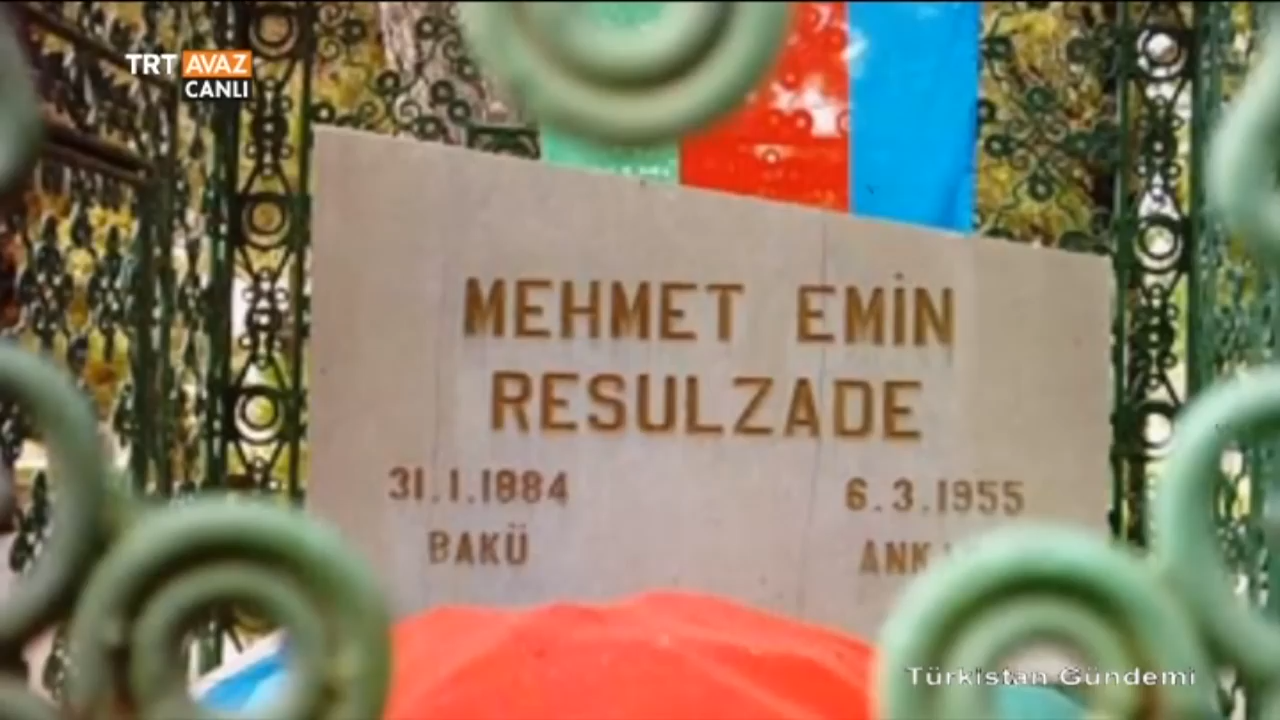 TRT AVAZ
CANLI
MEHMET EMİN
RESULZADE
31.1.1884
6.3.1955
BAKÜ
Türkistan Gündemi